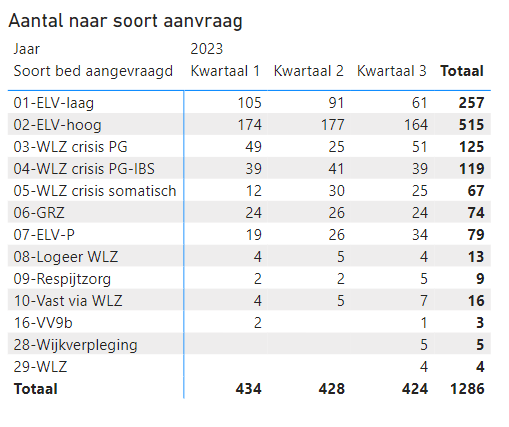 Aantal naar soort aanvraag
Jaar 2023
Soort bed aangevraagd Kwartaal 1 Kwartaal 2 Kwartaal 3 Totaal
01-ELV-laag 105 91 61 257
02-ELV-hoog 174 177 164 515
03-WLZ crisis PG 49 25 51 125
04-WLZ crisis PG-IBS 39 41 39 119
05-WLZ crisis somatisch 12 30 25 67
06-GRZ 24 26 24 74
07-ELV-P 19 26 34 79
08-Logeer WLZ 4 5 4 13
09-Respijtzorg 2 2 5 9
10-Vast via WLZ 4 5 7 16
16-VV9b 2 1 3
28-Wijkverpleging 5 5
29-WLZ 4 4
Totaal 434 428 424 1286